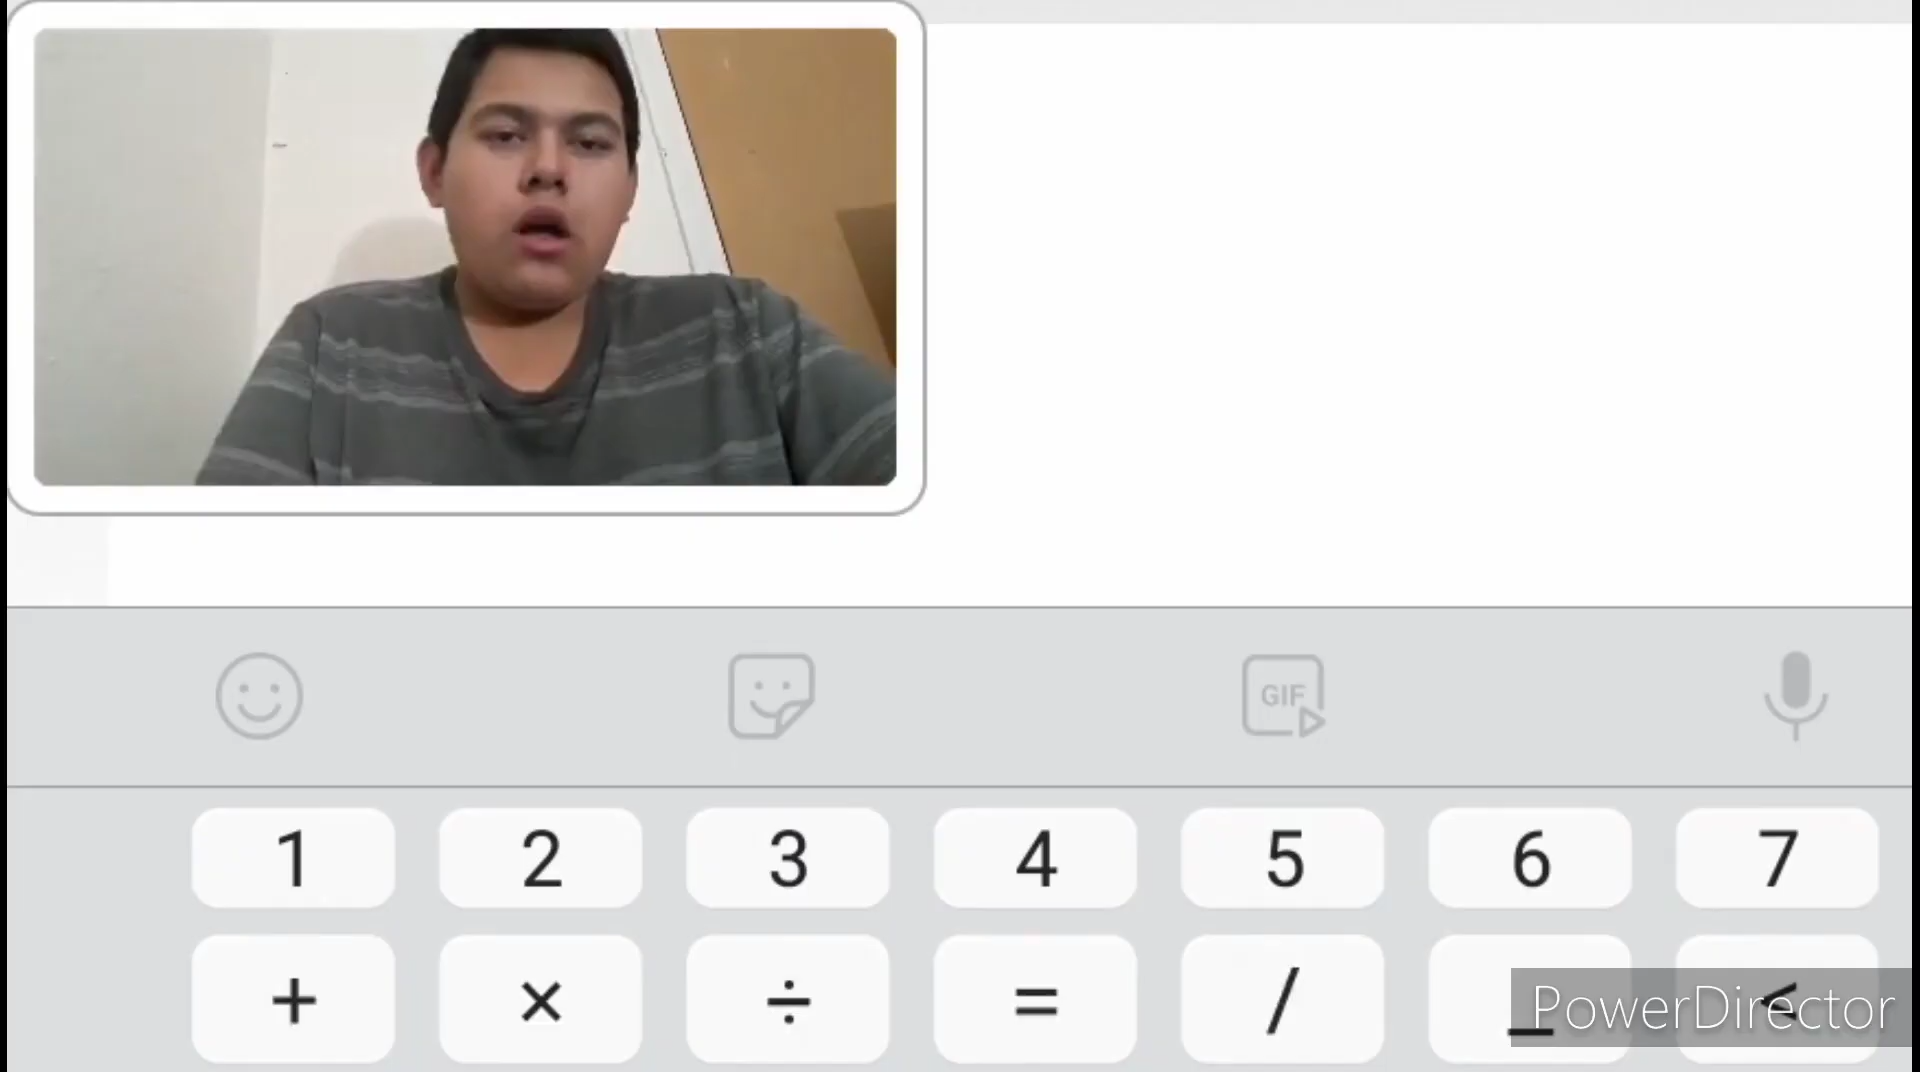 GIF
1 2 3 4 5 6 7
+ × ÷ = / _ <
PowerDirector